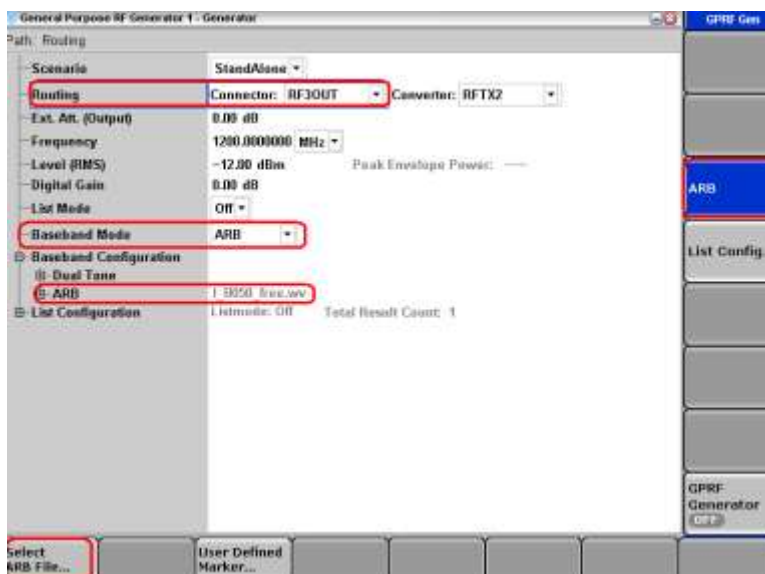 General Purpose RF Generator 1 - Generator
GPRF Gen
Path: Routing
Scenario StandAlone
Routing Connector: RF3OUT Converter: RFTX2
Ext. Att. (Output) 0.00 dB
Frequency 1200.0000000 MHz
Level (RMS) -12.00 dBm Peak Envelope Power: ----
Digital Gain 0.00 dB
List Mode Off
Baseband Mode ARB
Baseband Configuration
Dual Tone
ARB
List Configuration Listmode: Off Total Result Count: 1
ARB
List Config.
GPRF
Generator
OFF
Select
ARB File...
User Defined
Marker...